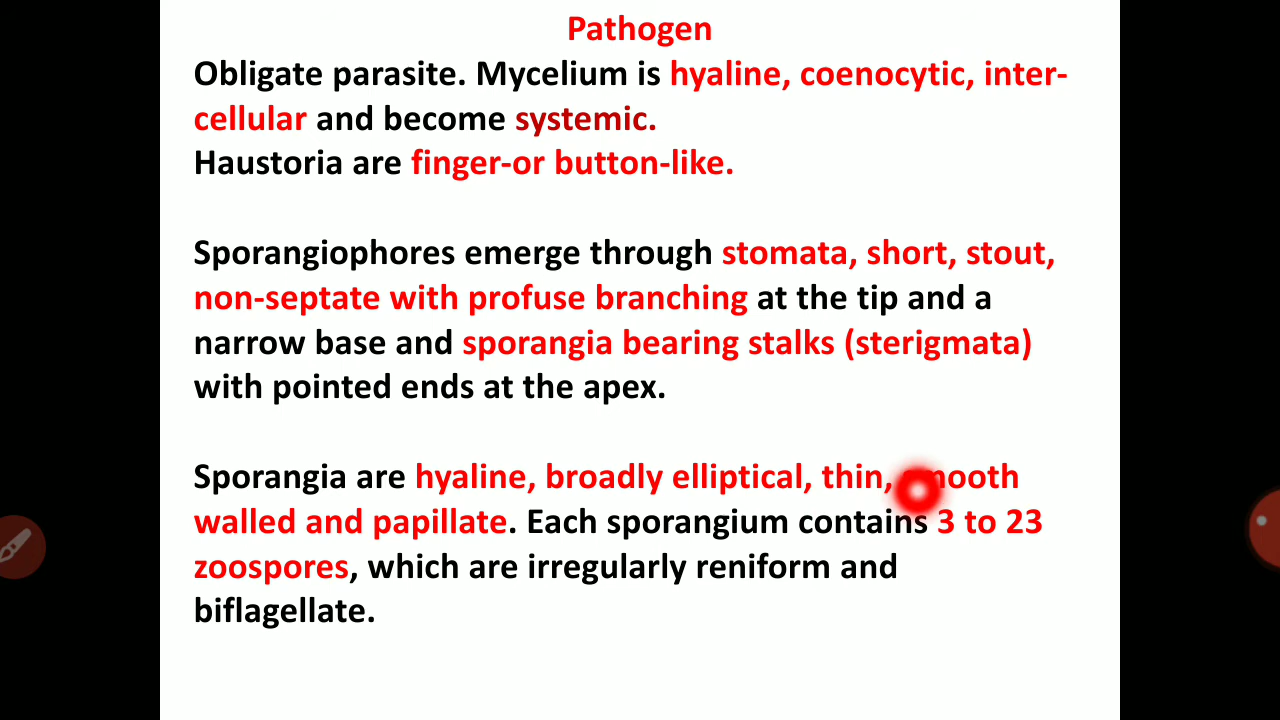 Pathogen
Obligate parasite. Mycelium is hyaline, coenocytic, inter-
cellular and become systemic.
Haustoria are finger-or button-like.
Sporangiophores emerge through stomata, short, stout,
non-septate with profuse branching at the tip and a
narrow base and sporangia bearing stalks (sterigmata)
with pointed ends at the apex.
Sporangia are hyaline, broadly elliptical, thin, smooth
walled and papillate. Each sporangium contains 3 to 23
zoospores, which are irregularly reniform and
biflagellate.